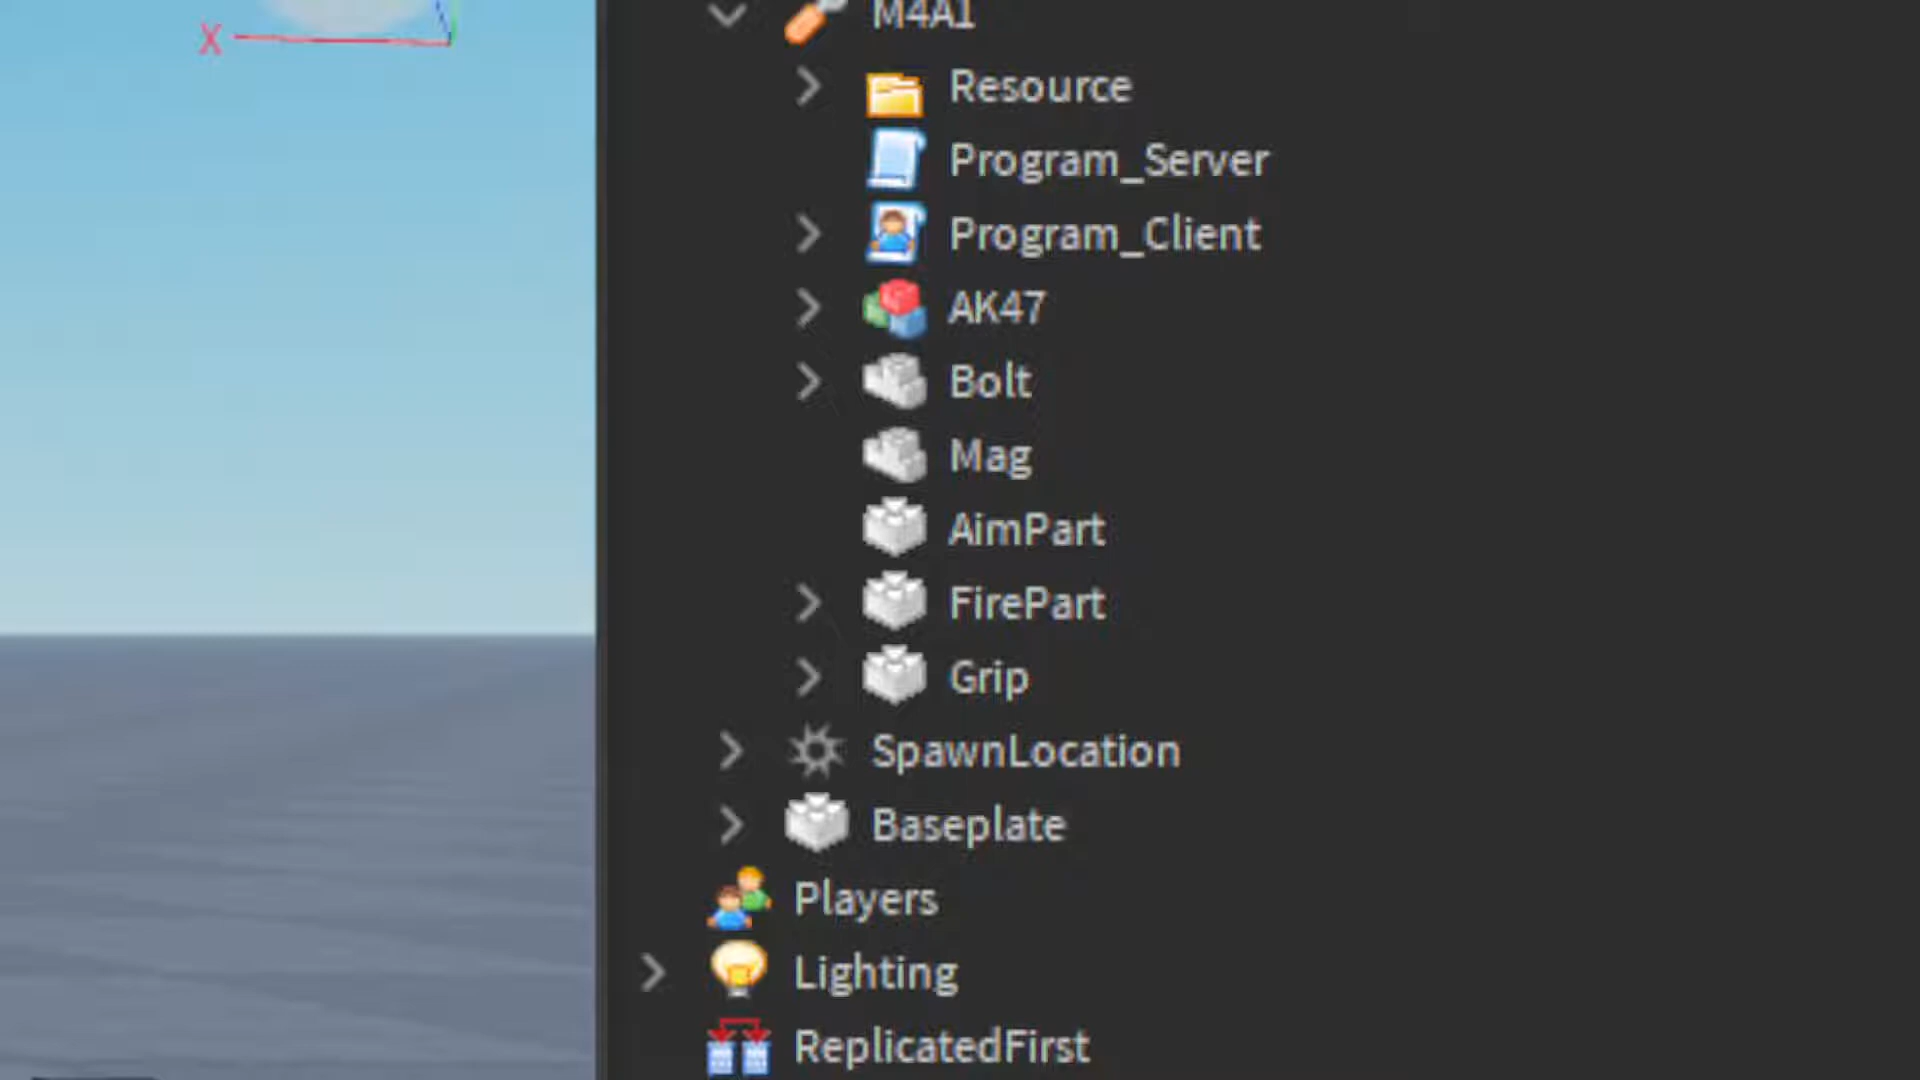 M4A1
X
Resource
Program_Server
Program_Client
AK47
Bolt
Mag
AimPart
FirePart
Grip
SpawnLocation
Baseplate
Players
Lighting
ReplicatedFirst